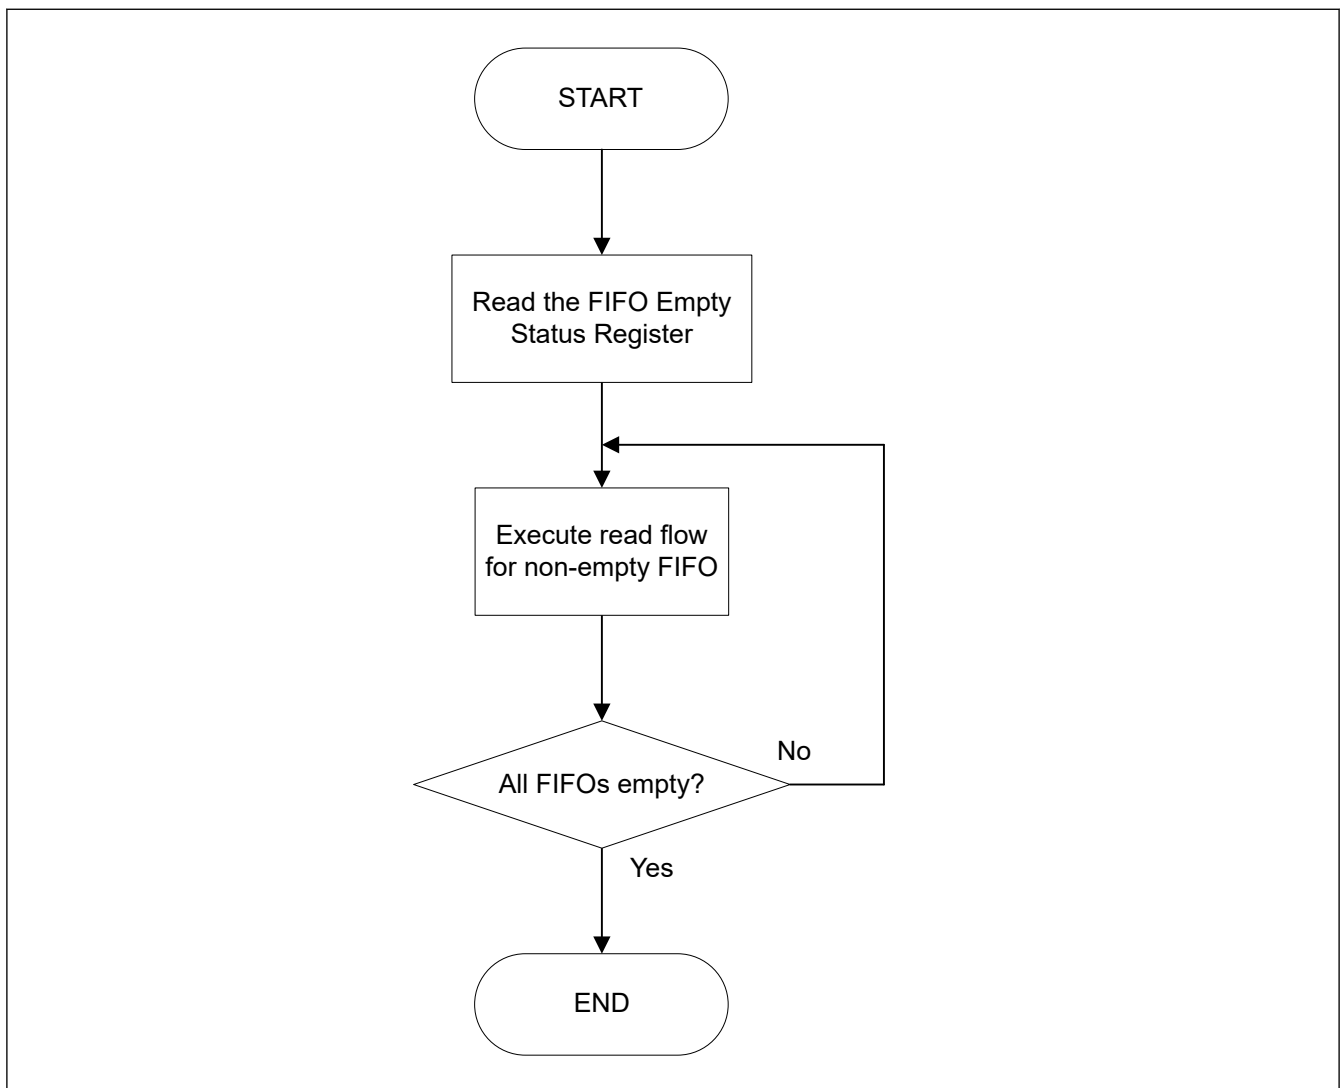 START
Read the FIFO Empty
Status Register
Execute read flow
for non-empty FIFO
All FIFOs empty?
No
Yes
END